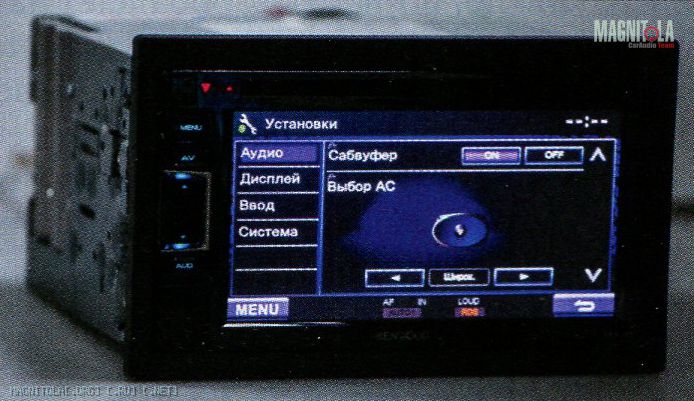 MAGNITOLA
CarAudio Team
MENU
Установки
--:--
AV
Аудио
Сабвуфер
ON
OFF
Дисплей
Выбор АС
Ввод
Система
AUD
Широк.
MENU
AF
IN
LOUD
RDS
KENWOOD